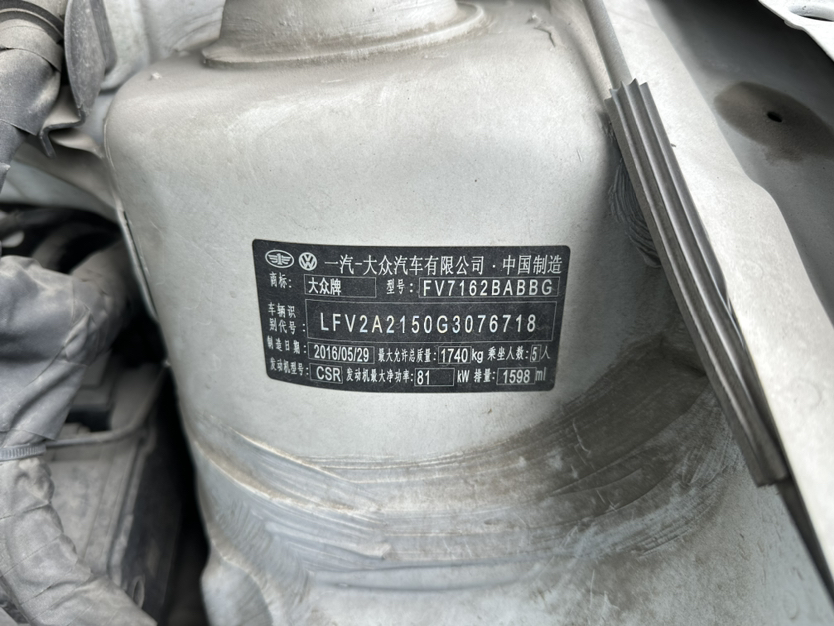 一汽-大众汽车有限公司·中国制造
商标: 大众牌 型号: FV7162BABBG
车辆识别代号: LFV2A2150G3076718
制造日期: 2016/05/29 最大允许总质量: 1740 kg 乘坐人数: 5 人
发动机型号: CSR 发动机最大净功率: 81 kW 排量: 1598 ml